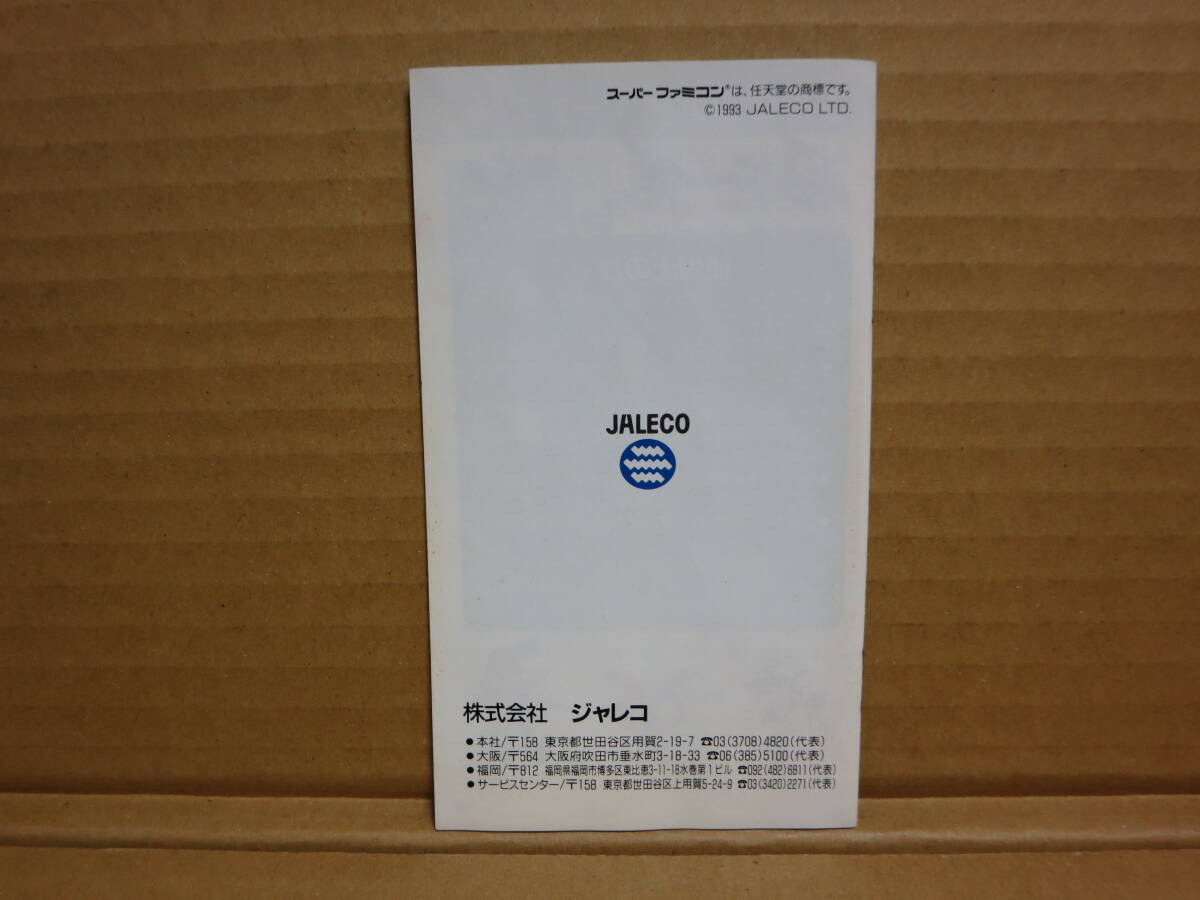 スーパーファミコン®は、任天堂の商標です。
©1993 JALECO LTD.
JALECO
株式会社 ジャレコ
●本社/〒158 東京都世田谷区用賀2-19-7 ☎03(3708)4820(代表)
●大阪/〒564 大阪府吹田市垂水町3-18-33 ☎06(385)5100(代表)
●福岡/〒812 福岡県福岡市博多区東比恵3-11-18水巻第1ビル ☎092(482)6811(代表)
●サービスセンター/〒158 東京都世田谷区上用賀5-24-9 ☎03(3420)2271(代表)